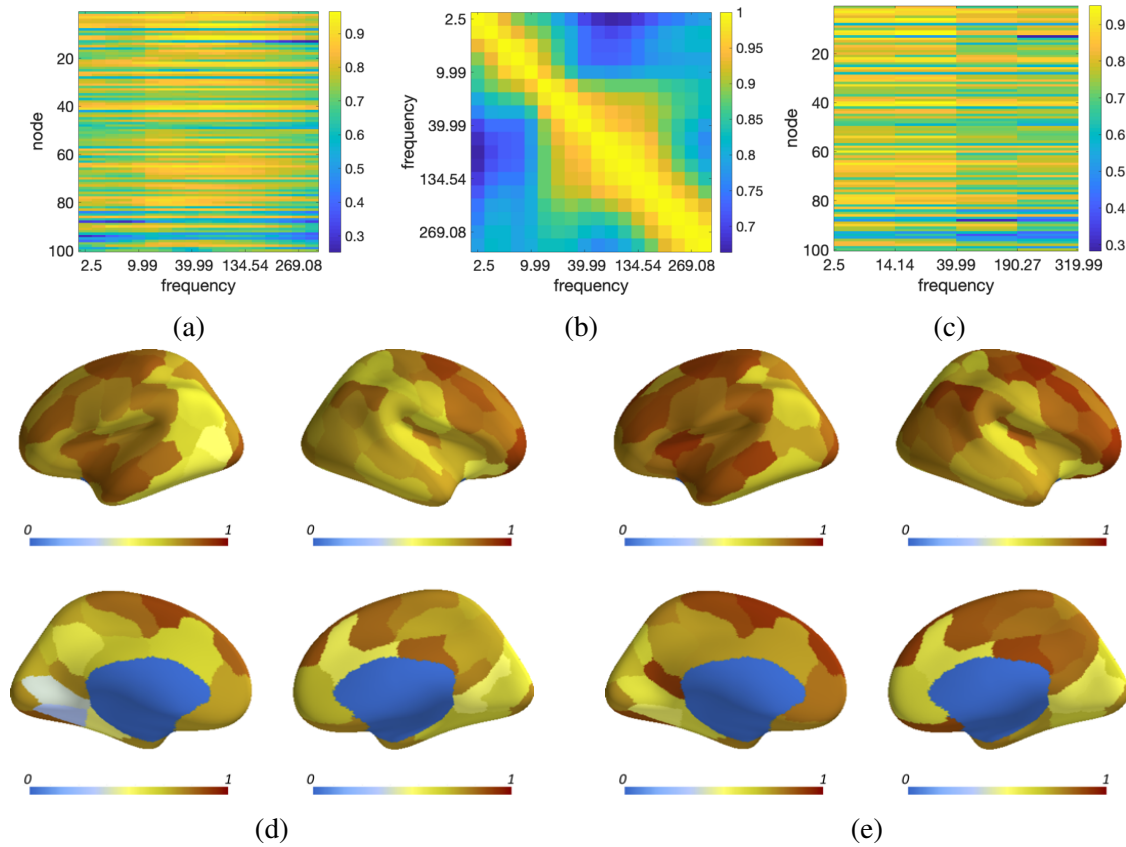 20
40
60
80
100
node
2.5 9.99 39.99 134.54 269.08
frequency
0.9
0.8
0.7
0.6
0.5
0.4
0.3
(a)
2.5
9.99
39.99
134.54
269.08
frequency
2.5 9.99 39.99 134.54 269.08
frequency
1
0.95
0.9
0.85
0.8
0.75
0.7
(b)
20
40
60
80
100
node
2.5 14.14 39.99 190.27 319.99
frequency
0.9
0.8
0.7
0.6
0.5
0.4
0.3
(c)
0 1 0 1 0 1 0 1
0 1 0 1 0 1 0 1
(d) (e)